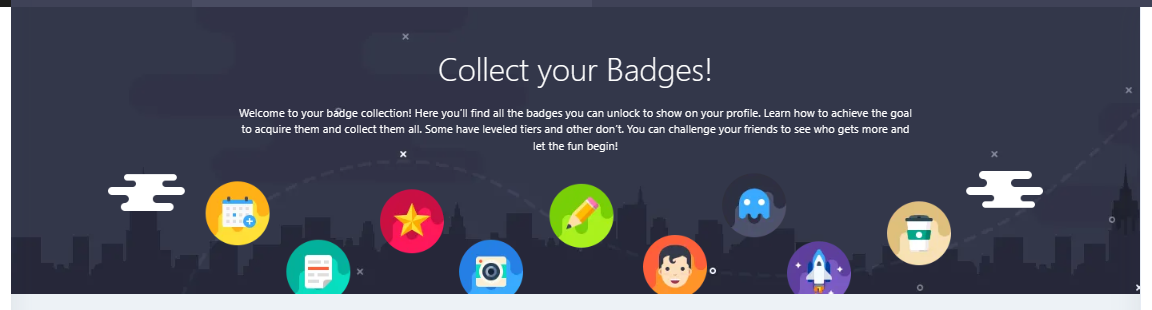 Collect your Badges!
Welcome to your badge collection! Here you'll find all the badges you can unlock to show on your profile. Learn how to achieve the goal
to acquire them and collect them all. Some have leveled tiers and other don't. You can challenge your friends to see who gets more and
let the fun begin!